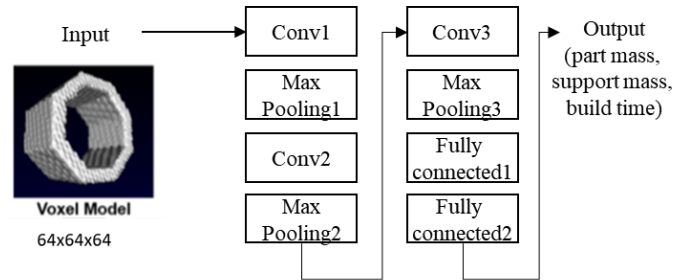 Input
Voxel Model
64x64x64
Conv1
Max
Pooling1
Conv2
Max
Pooling2
Conv3
Max
Pooling3
Fully
connected1
Fully
connected2
Output
(part mass,
support mass,
build time)